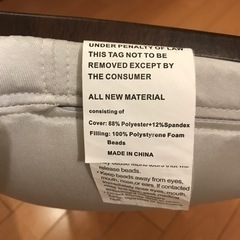 UNDER PENALTY OF LAW
THIS TAG NOT TO BE
REMOVED EXCEPT BY
THE CONSUMER
ALL NEW MATERIAL
consisting of
Cover: 88% Polyester+12%Spandex
Filling: 100% Polystyrene Foam
Beads
MADE IN CHINA
release beads.
• Keep beads away from eyes,
mouth, nose or ears. If contacted